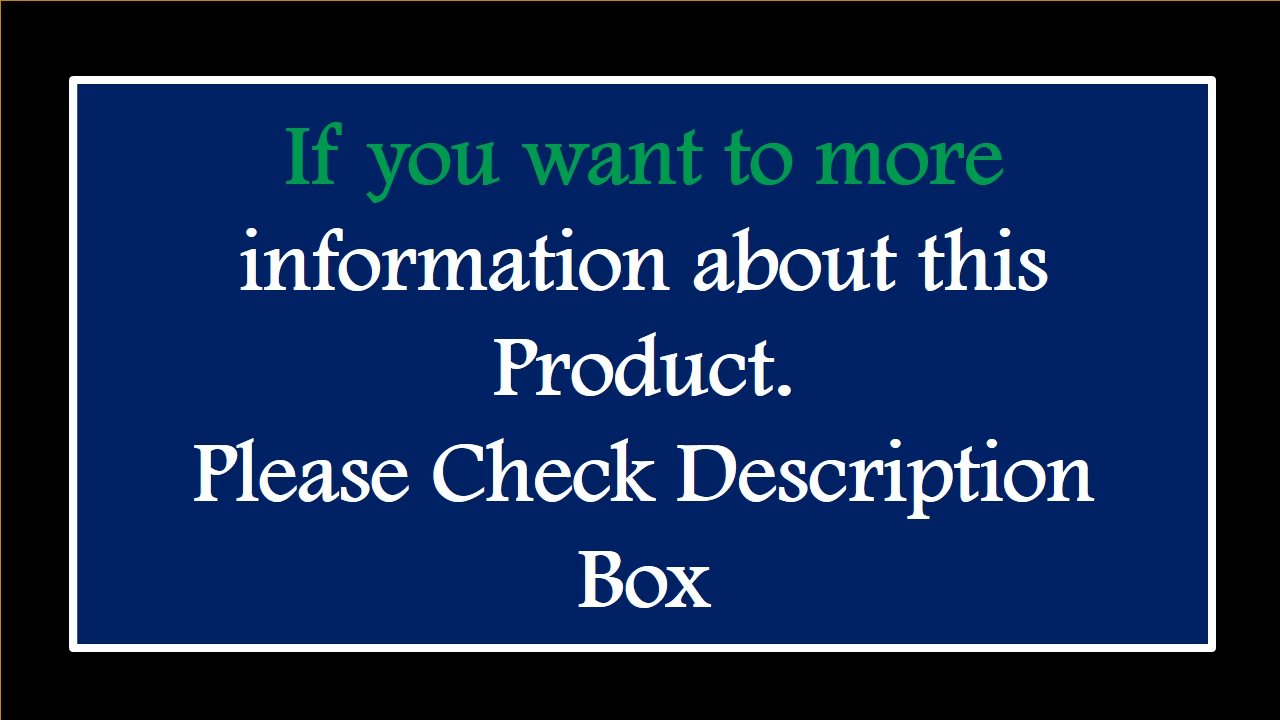 If you want to more
information about this
Product.
Please Check Description
Box